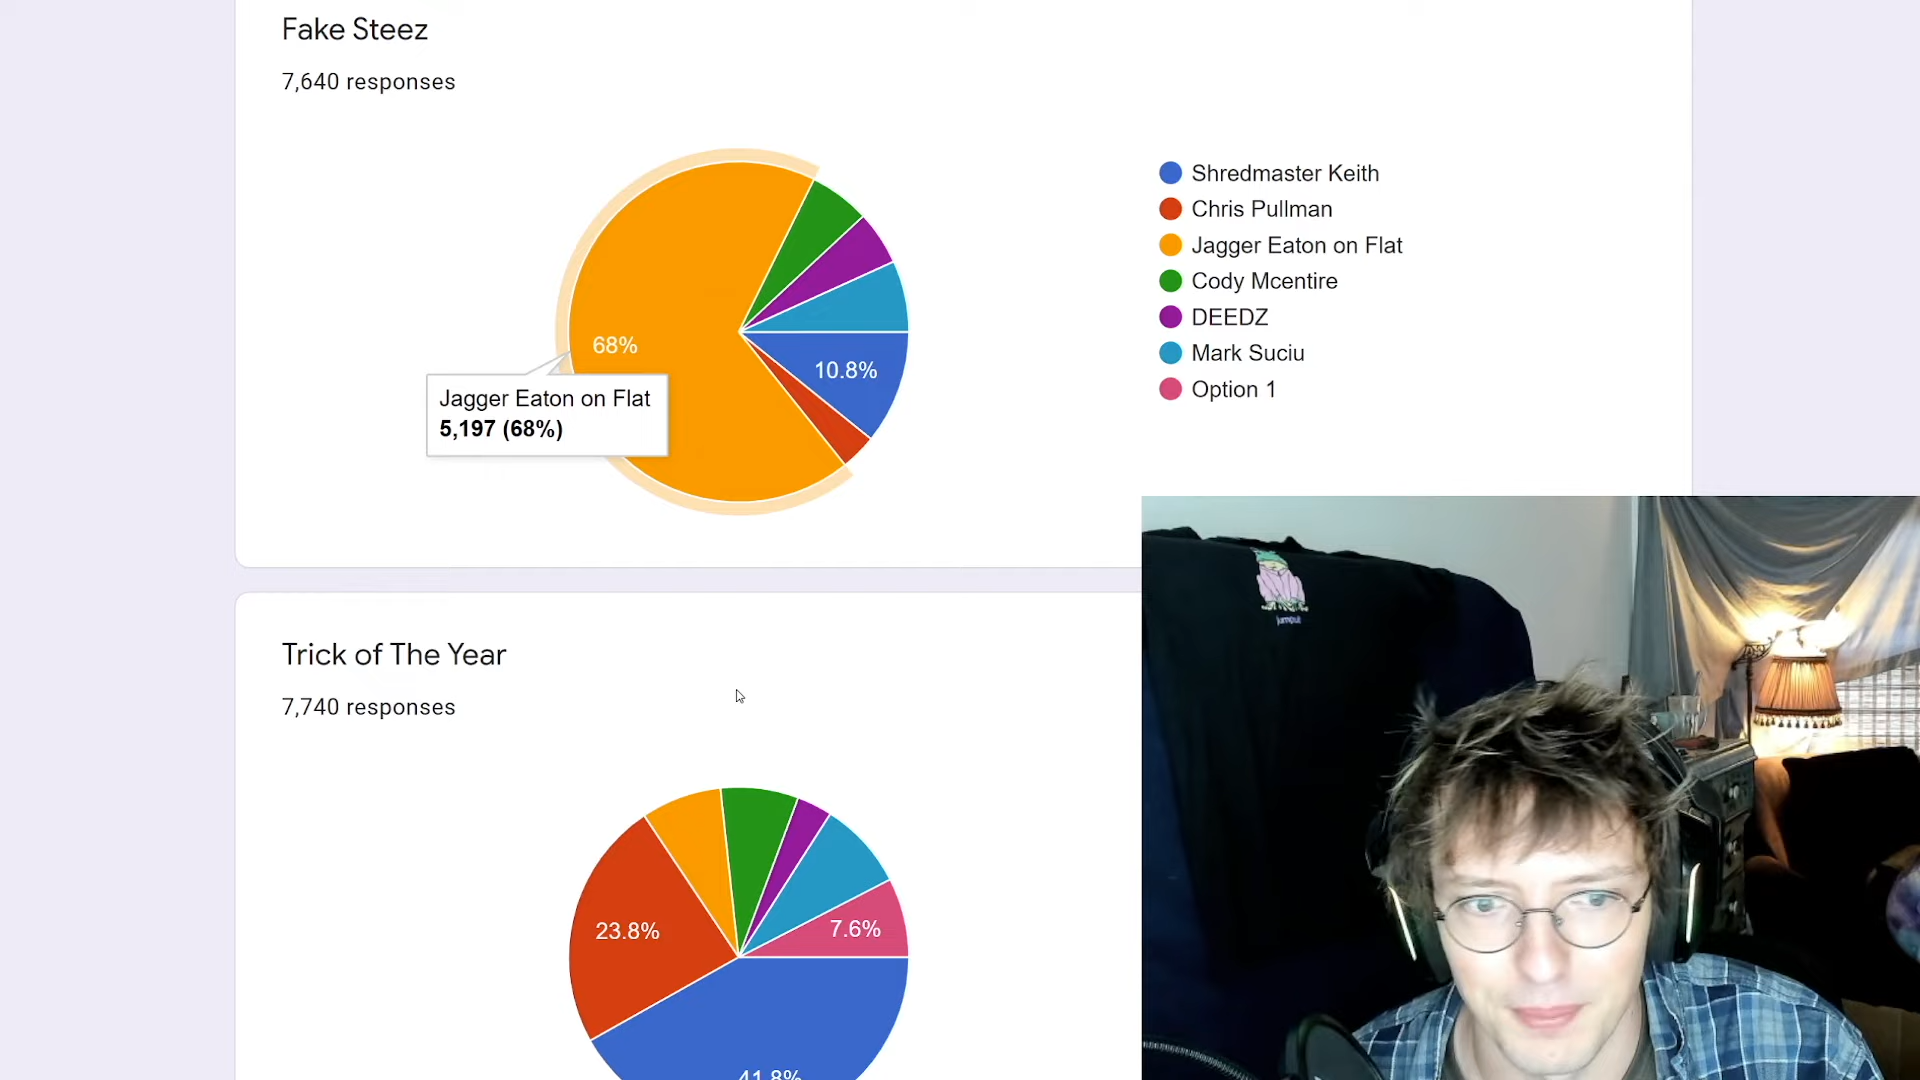 Fake Steez
7,640 responses
Shredmaster Keith
Chris Pullman
Jagger Eaton on Flat
Cody Mcentire
DEEDZ
Mark Suciu
Option 1
68%
10.8%
Jagger Eaton on Flat
5,197 (68%)
Trick of The Year
7,740 responses
23.8%
7.6%
41.8%